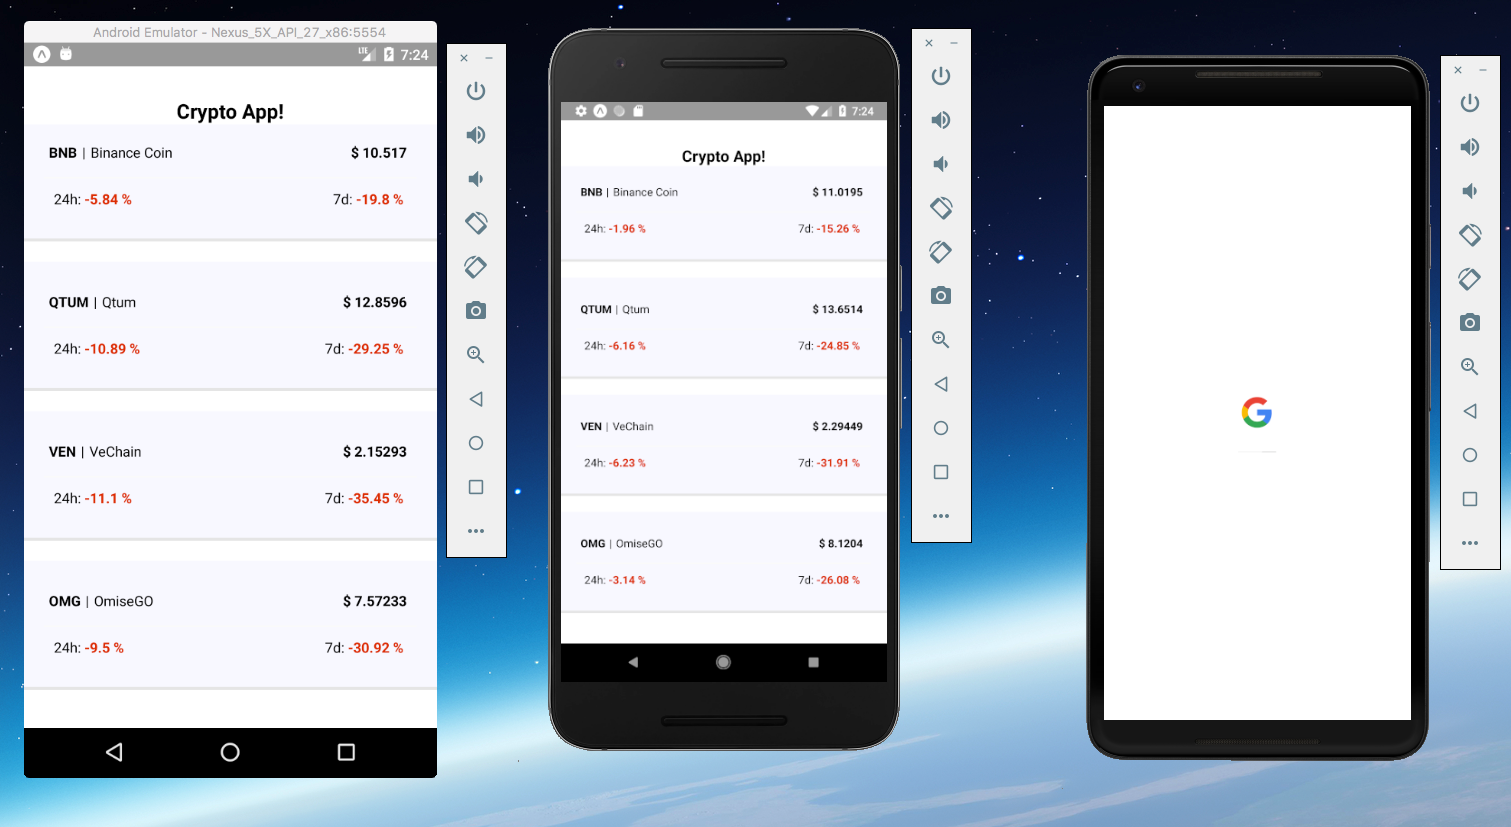 Android Emulator - Nexus_5X_API_27_x86:5554
LTE 7:24
Crypto App!
BNB | Binance Coin $ 10.517
24h: -5.84 % 7d: -19.8 %
QTUM | Qtum $ 12.8596
24h: -10.89 % 7d: -29.25 %
VEN | VeChain $ 2.15293
24h: -11.1 % 7d: -35.45 %
OMG | OmiseGO $ 7.57233
24h: -9.5 % 7d: -30.92 %
7:24
Crypto App!
BNB | Binance Coin $ 11.0195
24h: -1.96 % 7d: -15.26 %
QTUM | Qtum $ 13.6514
24h: -6.16 % 7d: -24.85 %
VEN | VeChain $ 2.29449
24h: -6.23 % 7d: -31.91 %
OMG | OmiseGO $ 8.1204
24h: -3.14 % 7d: -26.08 %
G